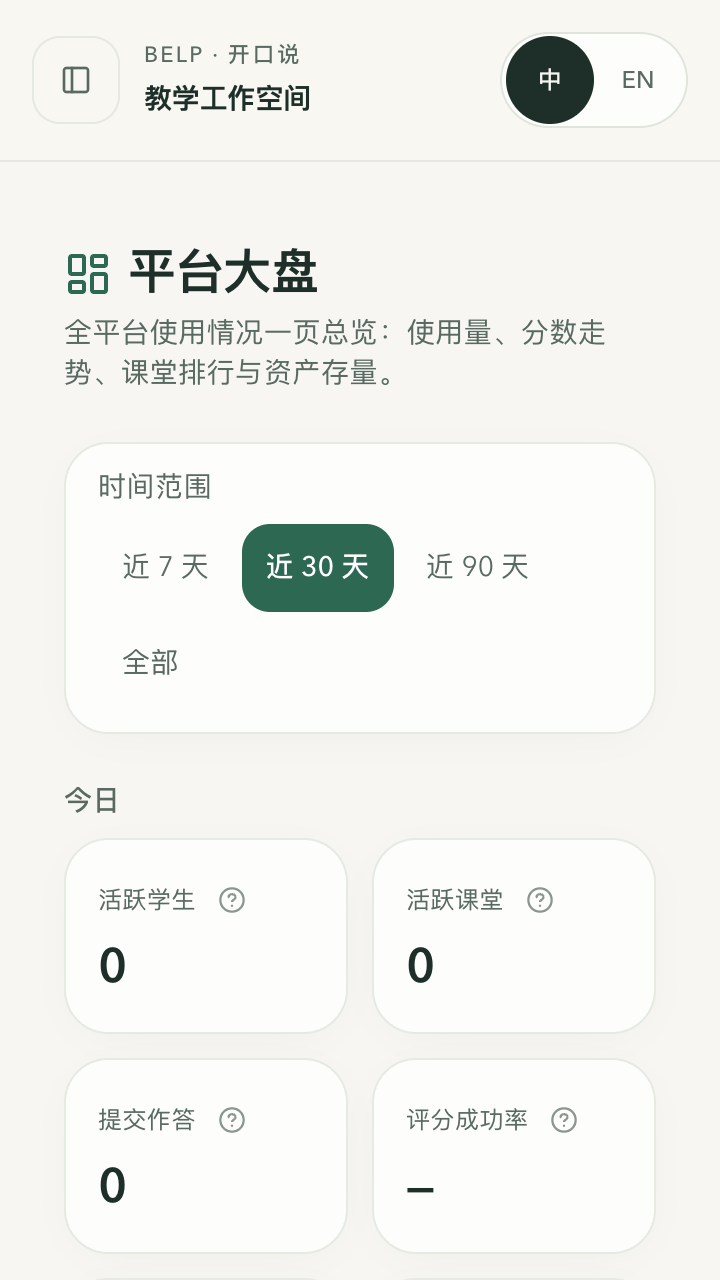 BELP · 开口说
教学工作空间
中
EN
平台大盘
全平台使用情况一页总览：使用量、分数走
势、课堂排行与资产存量。
时间范围
近 7 天
近 30 天
近 90 天
全部
今日
活跃学生
活跃课堂
0
0
提交作答
评分成功率
0
–